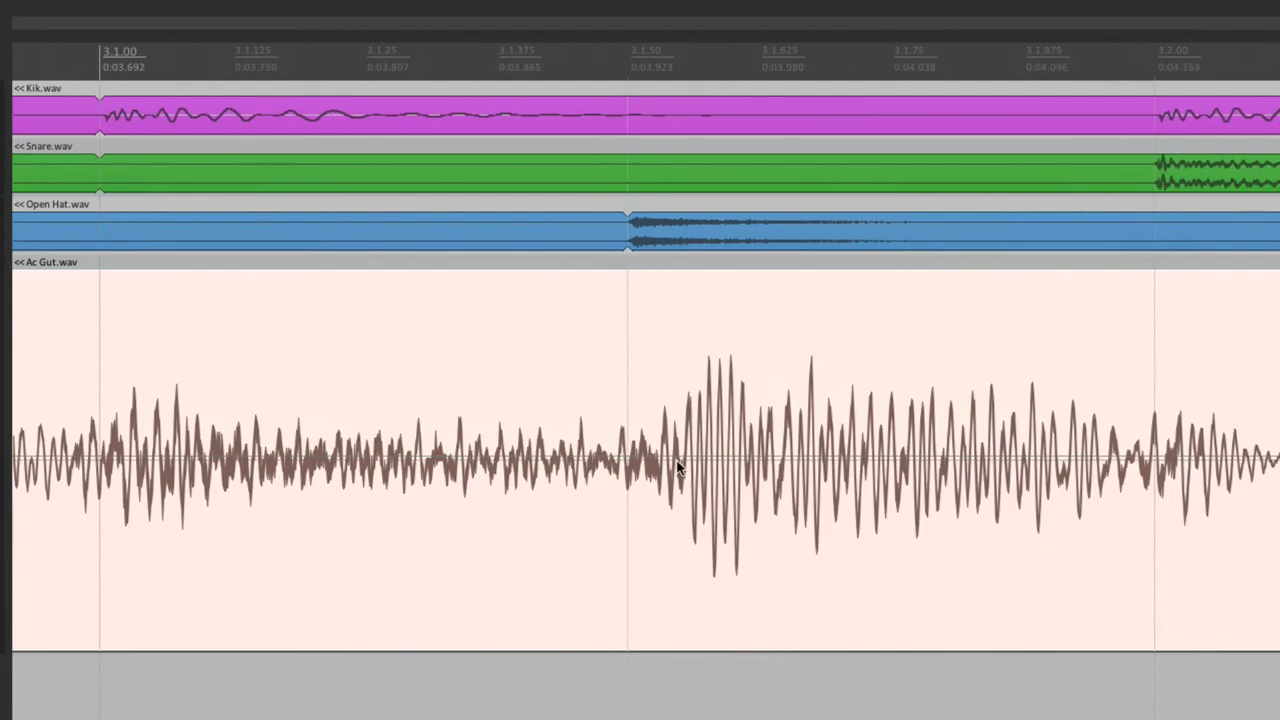 3.1.00 3.1.125 3.1.25 3.1.375 3.1.50 3.1.625 3.1.75 3.1.875 3.2.00
0:03.692 0:03.750 0:03.807 0:03.865 0:03.923 0:03.980 0:04.038 0:04.096 0:04.153
<< Kik.wav
<< Snare.wav
<< Open Hat.wav
<< Ac Gut.wav